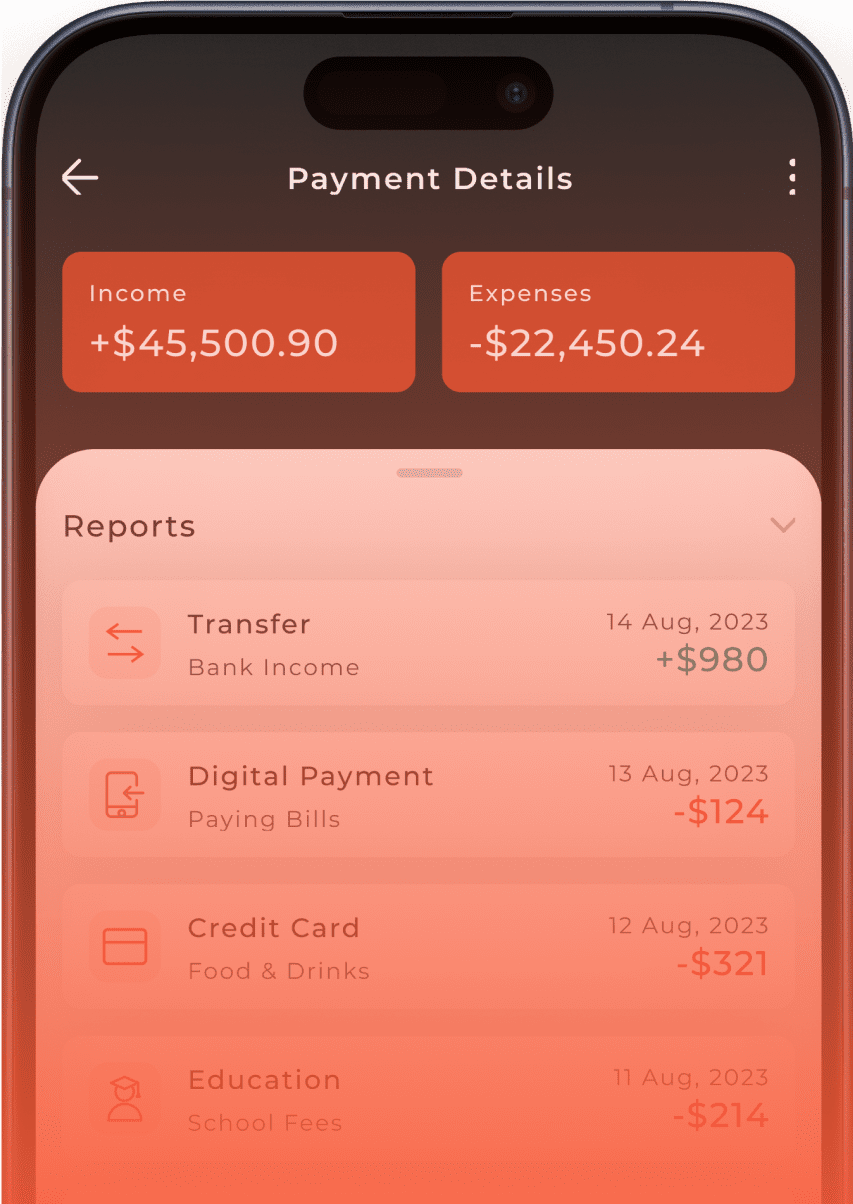 Payment Details
Income
+$45,500.90
Expenses
-$22,450.24
Reports
Transfer
14 Aug, 2023
Bank Income
+$980
Digital Payment
13 Aug, 2023
Paying Bills
-$124
Credit Card
12 Aug, 2023
Food & Drinks
-$321
Education
11 Aug, 2023
School Fees
-$214